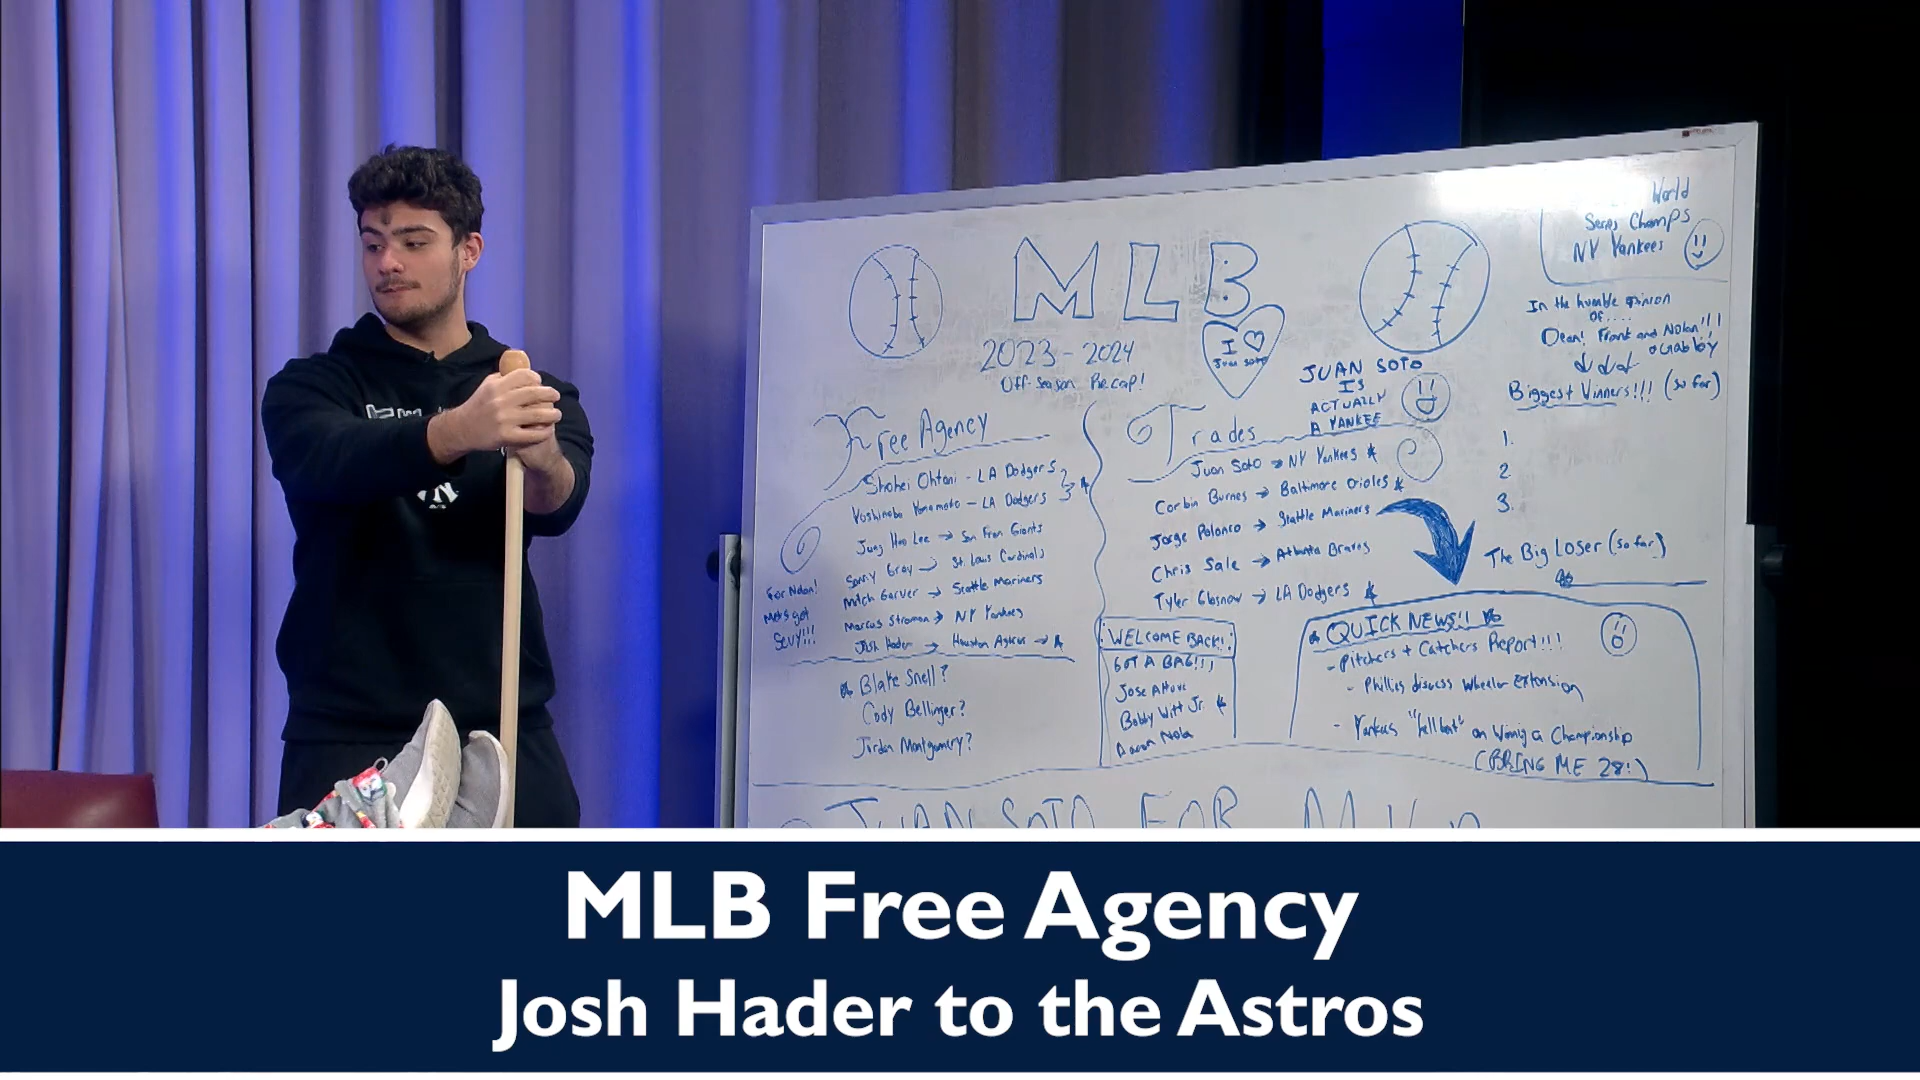 MLB
2023-2024
Off-Season Recap!
I ♡
Juan Soto
JUAN SOTO
IS
ACTUALLY
A YANKEE
World
Series Champs
NY Yankees
In the humble opinion
of....
Dean! Frank and Nolan!!!
Biggest Winners!!! (so far)
1.
2
3.
The Big Loser (so far)
Free Agency
Shohei Ohtani - LA Dodgers
Yoshinobu Yamamoto - LA Dodgers
Jung Hoo Lee → San Fran Giants
Sonny Gray → St. Louis Cardinals
Mitch Garver → Seattle Mariners
Marcus Stroman → NY Yankees
Josh Hader → Houston Astros →
For Nolan!
Mets get
Sevy!!!
Blake Snell?
Cody Bellinger?
Jordan Montgomery?
Trades
Juan Soto → NY Yankees
Corbin Burnes → Baltimore Orioles
Jorge Polonco → Seattle Mariners
Chris Sale → Atlanta Braves
Tyler Glasnow → LA Dodgers
WELCOME BACK!
GOT A BAG!!!
Jose Altuve
Bobby Witt Jr.
Aaron Nola
QUICK NEWS!!
- Pitchers + Catchers Report!!!
- Phillies discuss Wheeler Extension
- Yankees "hellbent" on Winning a Championship
(BRING ME 28!)
JUAN SOTO FOR MVP
MLB Free Agency
Josh Hader to the Astros